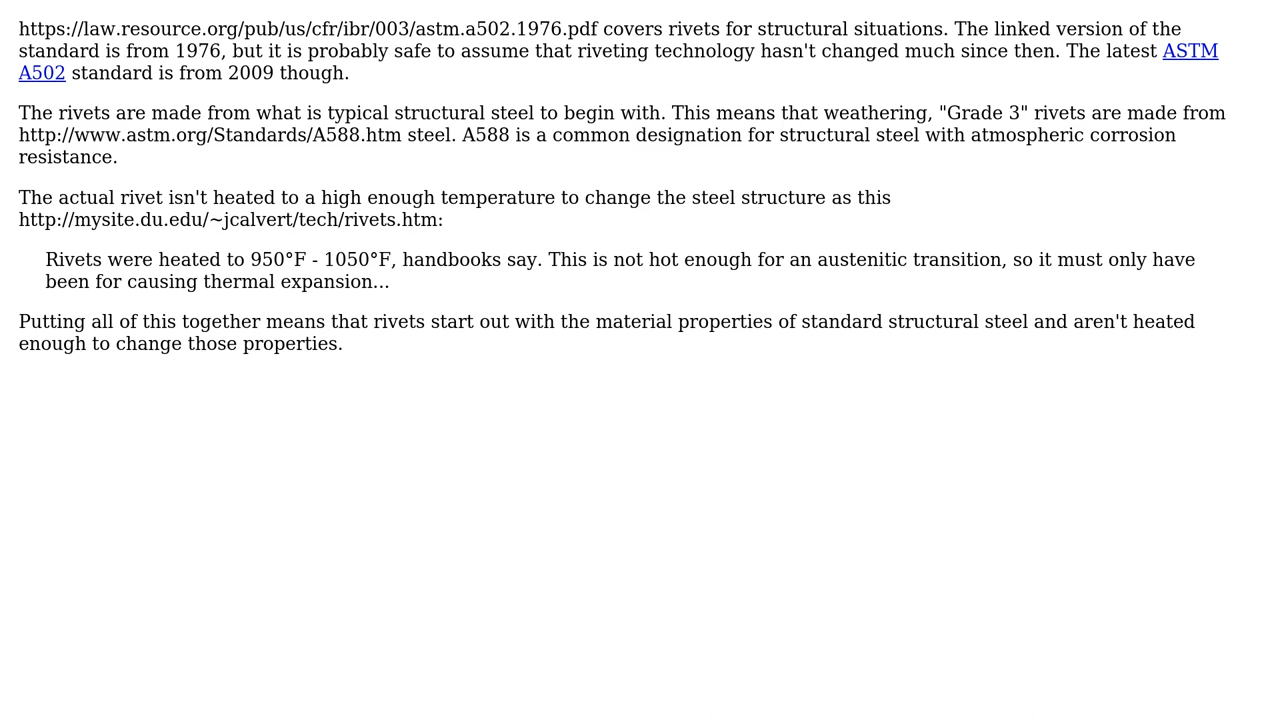 https://law.resource.org/pub/us/cfr/ibr/003/astm.a502.1976.pdf covers rivets for structural situations. The linked version of the
standard is from 1976, but it is probably safe to assume that riveting technology hasn't changed much since then. The latest ASTM
A502 standard is from 2009 though.
The rivets are made from what is typical structural steel to begin with. This means that weathering, "Grade 3" rivets are made from
http://www.astm.org/Standards/A588.htm steel. A588 is a common designation for structural steel with atmospheric corrosion
resistance.
The actual rivet isn't heated to a high enough temperature to change the steel structure as this
http://mysite.du.edu/~jcalvert/tech/rivets.htm:
Rivets were heated to 950°F - 1050°F, handbooks say. This is not hot enough for an austenitic transition, so it must only have
been for causing thermal expansion...
Putting all of this together means that rivets start out with the material properties of standard structural steel and aren't heated
enough to change those properties.